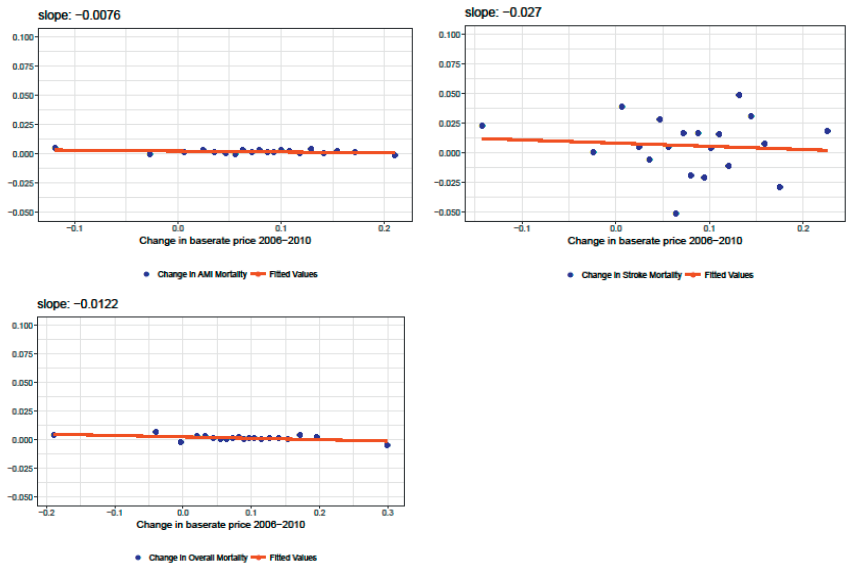 slope: −0.0076
0.100
0.075
0.050
0.025
0.000
−0.025
−0.050
−0.1
0.0
0.1
0.2
Change in baserate price 2006−2010
Change in AMI Mortality
Fitted Values
slope: −0.027
0.100
0.075
0.050
0.025
0.000
−0.025
−0.050
−0.1
0.0
0.1
0.2
Change in baserate price 2006−2010
Change in Stroke Mortality
Fitted Values
slope: −0.0122
0.100
0.075
0.050
0.025
0.000
−0.025
−0.050
−0.2
−0.1
0.0
0.1
0.2
0.3
Change in baserate price 2006−2010
Change in Overall Mortality
Fitted Values